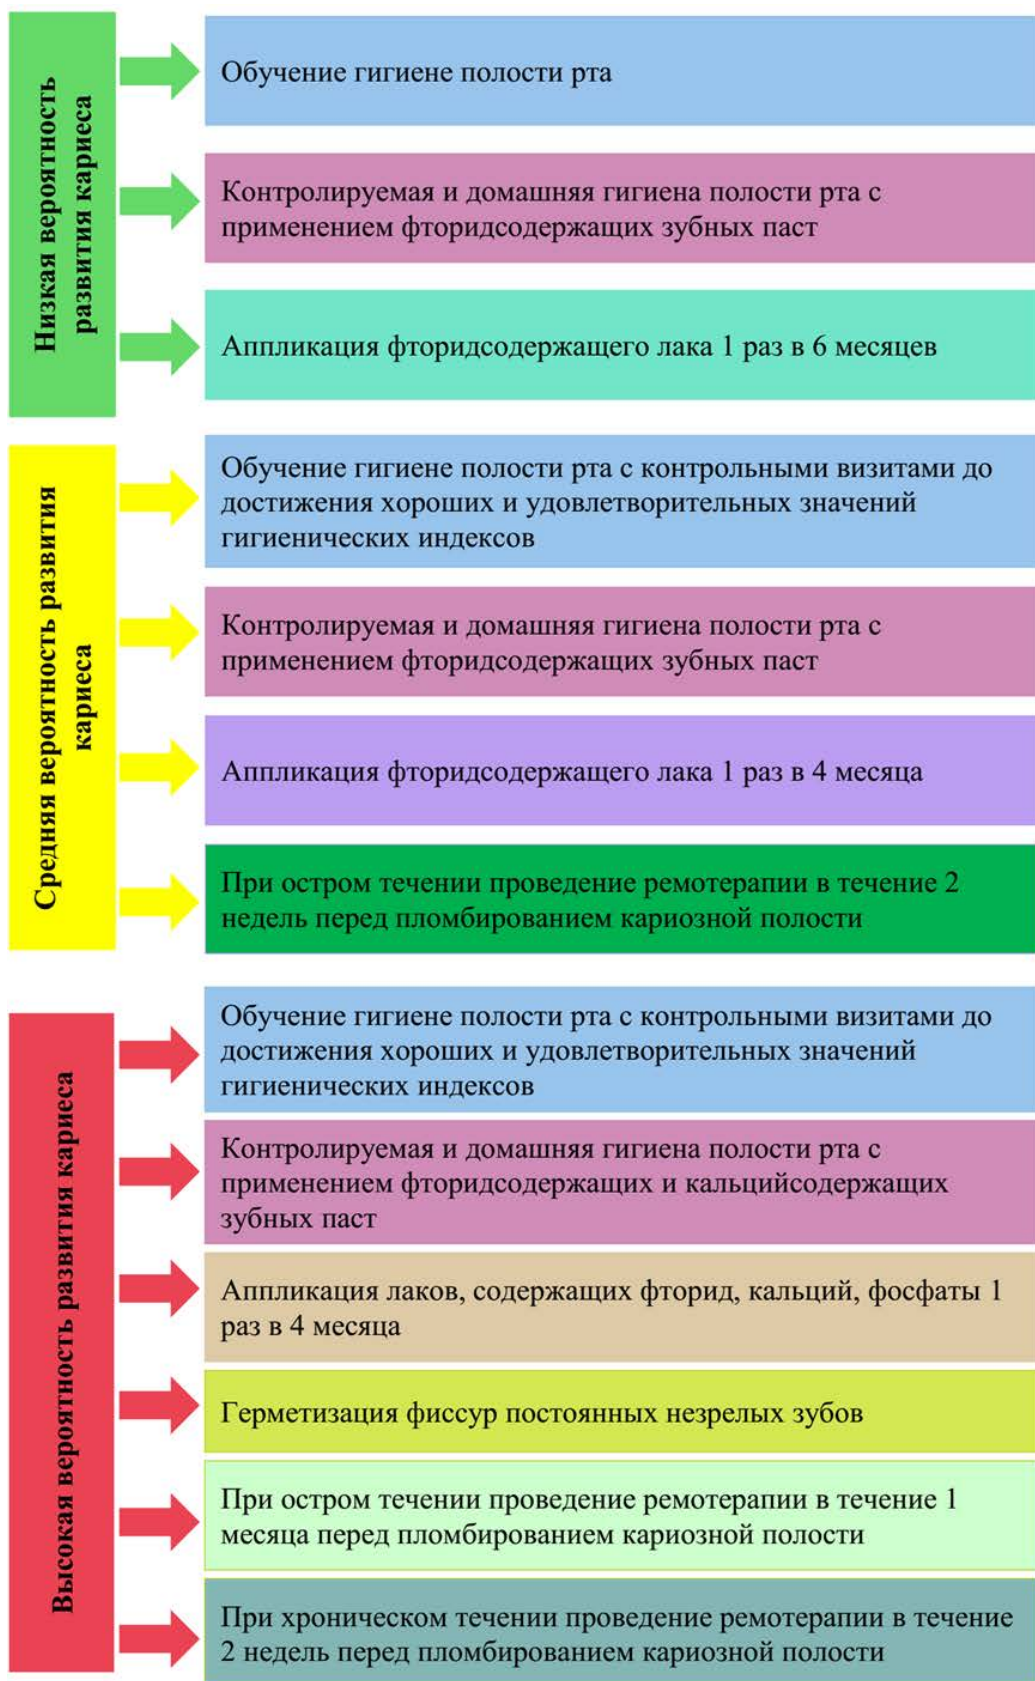 Низкая вероятность
развития кариеса
Обучение гигиене полости рта
Контролируемая и домашняя гигиена полости рта с
применением фторидсодержащих зубных паст
Аппликация фторидсодержащего лака 1 раз в 6 месяцев
Средняя вероятность развития
кариеса
Обучение гигиене полости рта с контрольными визитами до
достижения хороших и удовлетворительных значений
гигиенических индексов
Контролируемая и домашняя гигиена полости рта с
применением фторидсодержащих зубных паст
Аппликация фторидсодержащего лака 1 раз в 4 месяца
При остром течении проведение ремотерапии в течение 2
недель перед пломбированием кариозной полости
Высокая вероятность развития кариеса
Обучение гигиене полости рта с контрольными визитами до
достижения хороших и удовлетворительных значений
гигиенических индексов
Контролируемая и домашняя гигиена полости рта с
применением фторидсодержащих и кальцийсодержащих
зубных паст
Аппликация лаков, содержащих фторид, кальций, фосфаты 1
раз в 4 месяца
Герметизация фиссур постоянных незрелых зубов
При остром течении проведение ремотерапии в течение 1
месяца перед пломбированием кариозной полости
При хроническом течении проведение ремотерапии в течение
2 недель перед пломбированием кариозной полости